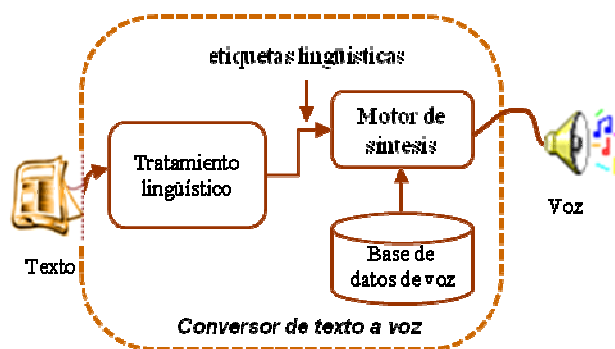 etiquetas lingüísticas
Motor de
síntesis
Tratamiento
lingüístico
Texto
Voz
Base de
datos de voz
Conversor de texto a voz